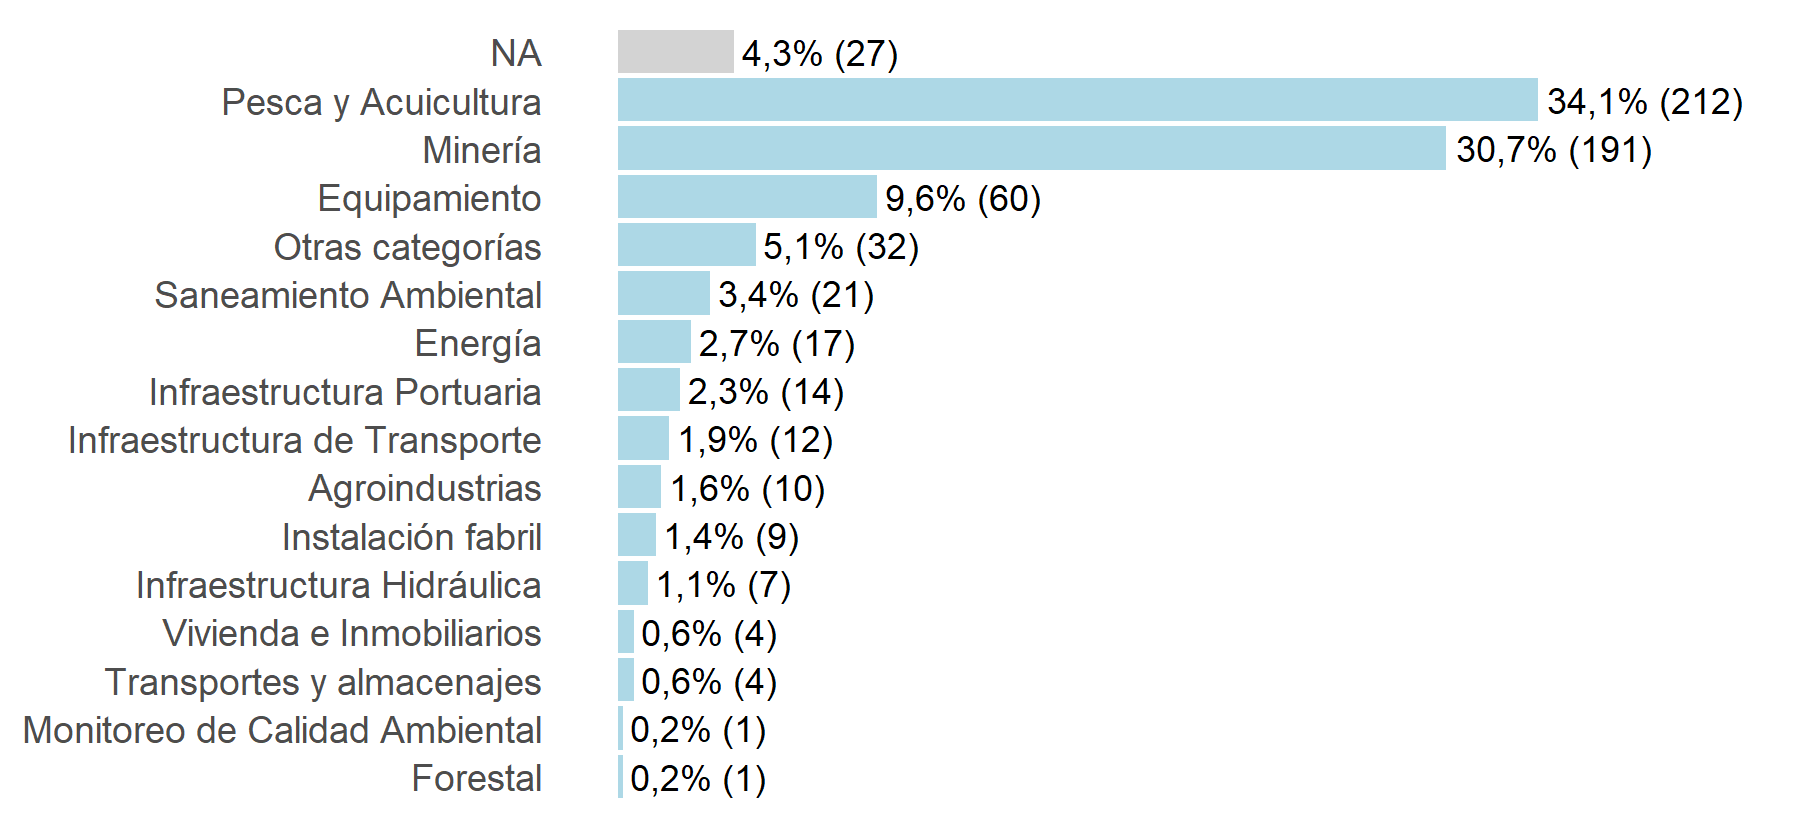 NA 4,3% (27)
Pesca y Acuicultura 34,1% (212)
Minería 30,7% (191)
Equipamiento 9,6% (60)
Otras categorías 5,1% (32)
Saneamiento Ambiental 3,4% (21)
Energía 2,7% (17)
Infraestructura Portuaria 2,3% (14)
Infraestructura de Transporte 1,9% (12)
Agroindustrias 1,6% (10)
Instalación fabril 1,4% (9)
Infraestructura Hidráulica 1,1% (7)
Vivienda e Inmobiliarios 0,6% (4)
Transportes y almacenajes 0,6% (4)
Monitoreo de Calidad Ambiental 0,2% (1)
Forestal 0,2% (1)